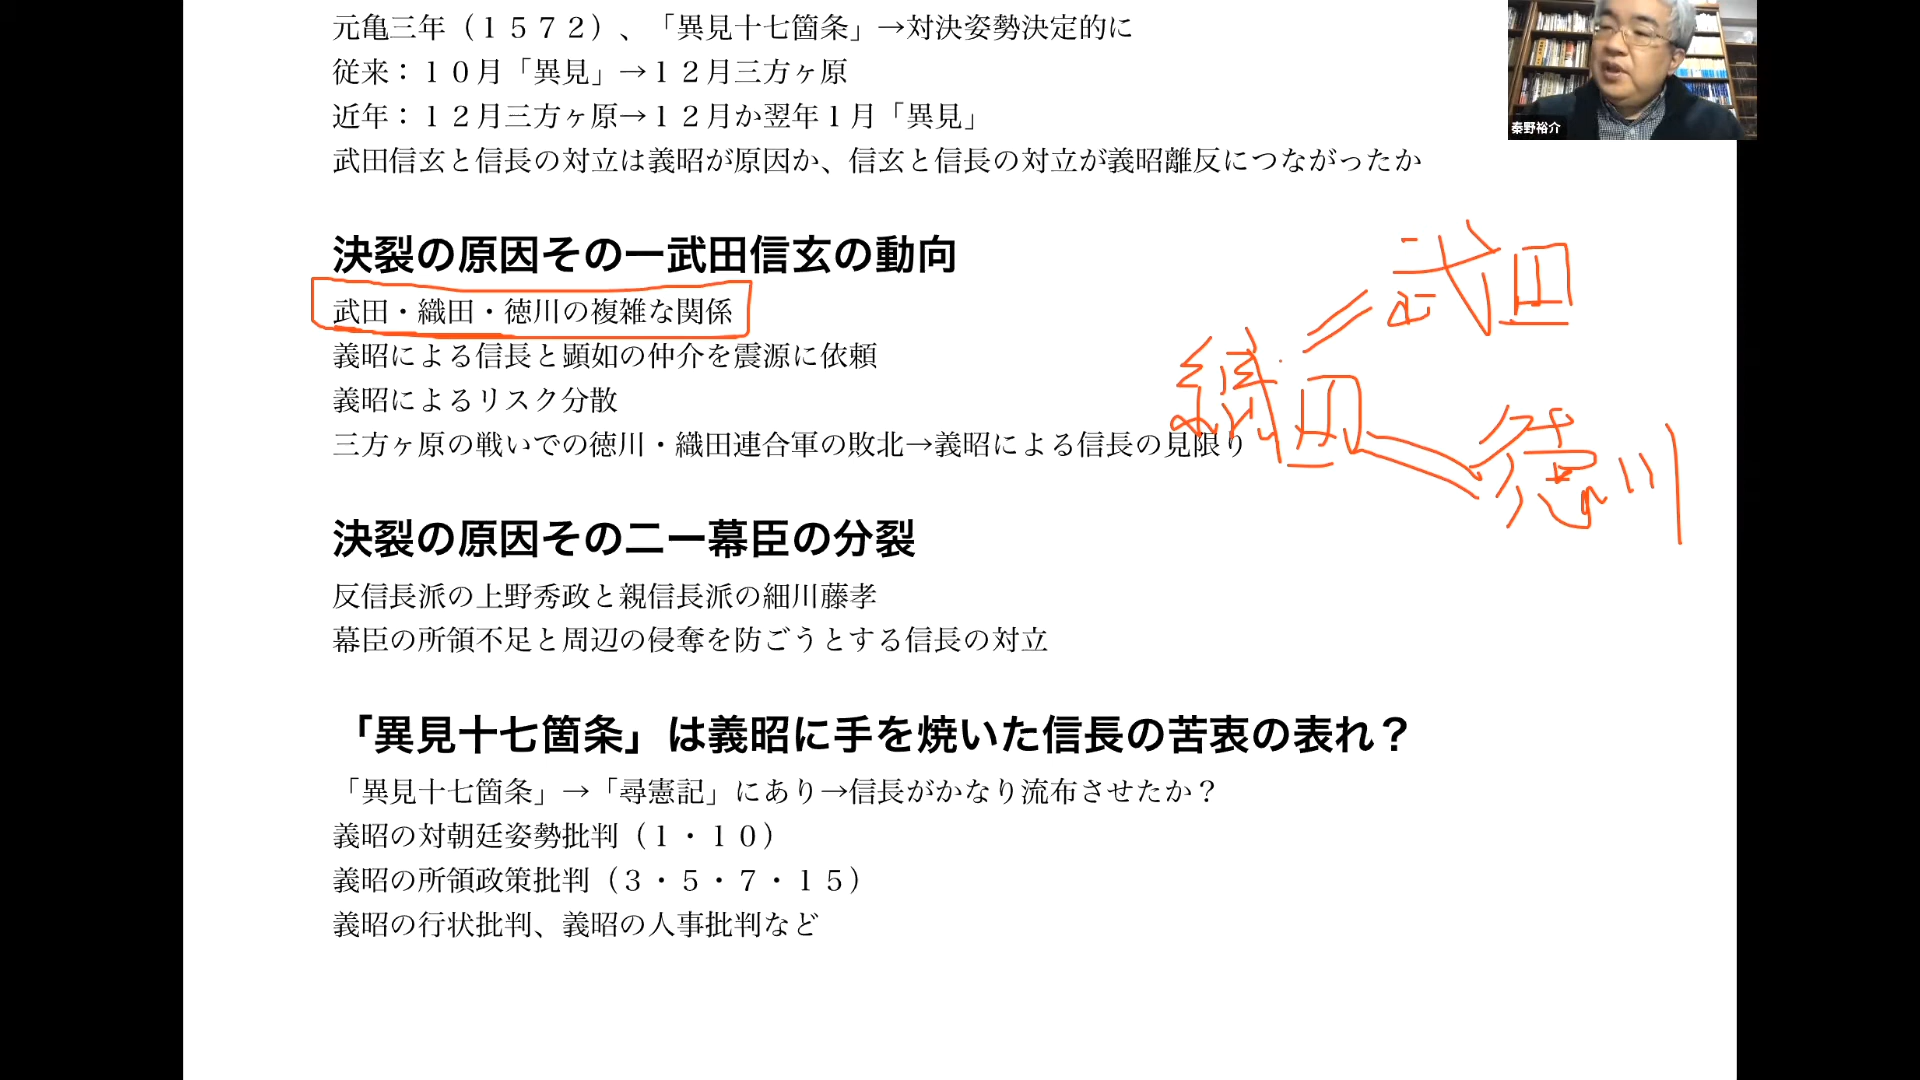 元亀三年（１５７２）、「異見十七箇条」→対決姿勢決定的に
従来：１０月「異見」→１２月三方ヶ原
近年：１２月三方ヶ原→１２月か翌年１月「異見」
武田信玄と信長の対立は義昭が原因か、信玄と信長の対立が義昭離反につながったか
決裂の原因その一ー武田信玄の動向
武田・織田・徳川の複雑な関係
義昭による信長と顕如の仲介を震源に依頼
義昭によるリスク分散
三方ヶ原の戦いでの徳川・織田連合軍の敗北→義昭による信長の見限り
決裂の原因その二ー幕臣の分裂
反信長派の上野秀政と親信長派の細川藤孝
幕臣の所領不足と周辺の侵奪を防ごうとする信長の対立
「異見十七箇条」は義昭に手を焼いた信長の苦衷の表れ？
「異見十七箇条」→「尋憲記」にあり→信長がかなり流布させたか？
義昭の対朝廷姿勢批判（１・１０）
義昭の所領政策批判（３・５・７・１５）
義昭の行状批判、義昭の人事批判など
武田
織田
徳川
秦野裕介